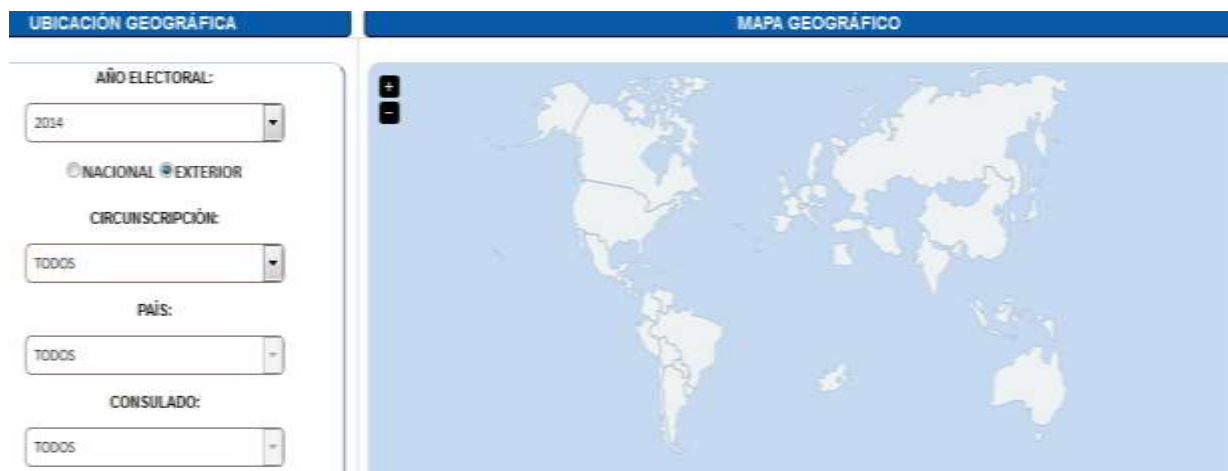 UBICACIÓN GEOGRÁFICA
MAPA GEOGRÁFICO
AÑO ELECTORAL:
2014
NACIONAL EXTERIOR
CIRCUNSCRIPCIÓN:
TODOS
PAÍS:
TODOS
CONSULADO:
TODOS
+
-